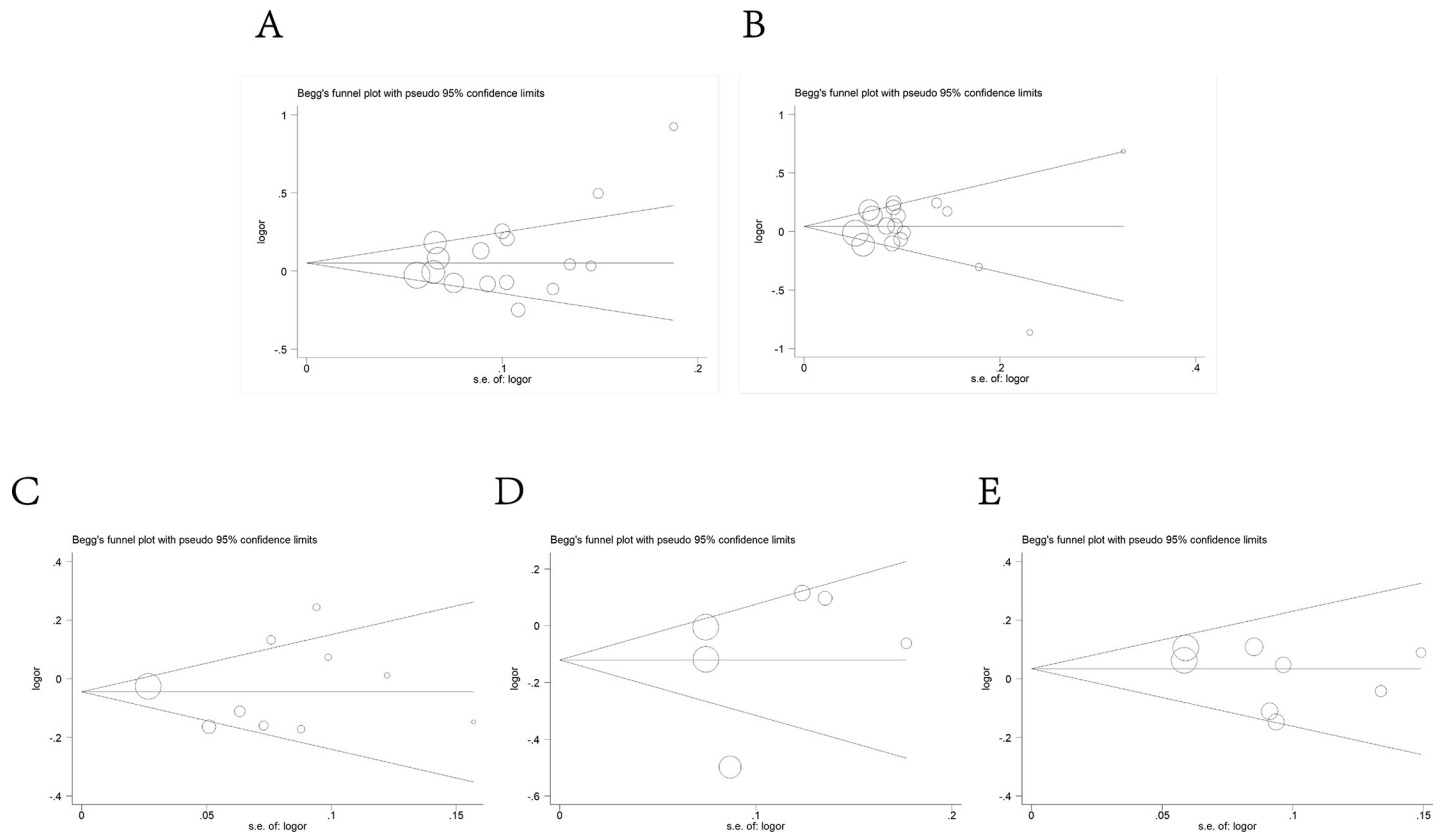 A
B
Begg's funnel plot with pseudo 95% confidence limits
logor
1
.5
0
-.5
0
.1
.2
s.e. of: logor
Begg's funnel plot with pseudo 95% confidence limits
logor
1
.5
0
-.5
-1
0
.2
.4
s.e. of: logor
C
D
E
Begg's funnel plot with pseudo 95% confidence limits
logor
.4
.2
0
-.2
-.4
0
.05
.1
.15
s.e. of: logor
Begg's funnel plot with pseudo 95% confidence limits
logor
.2
0
-.2
-.4
-.6
0
.1
.2
s.e. of: logor
Begg's funnel plot with pseudo 95% confidence limits
logor
.4
.2
0
-.2
-.4
0
.05
.1
.15
s.e. of: logor